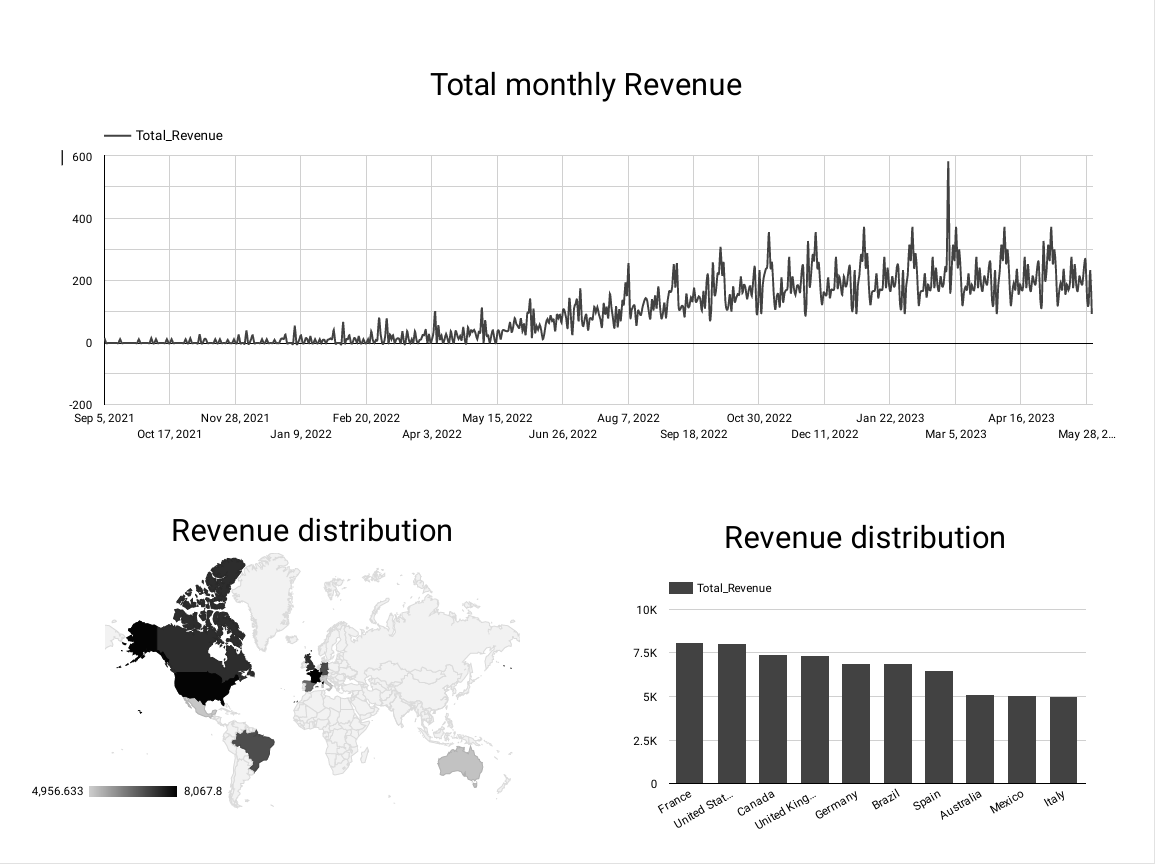 Total monthly Revenue
Total_Revenue
600
400
200
0
-200
Sep 5, 2021
Nov 28, 2021
Feb 20, 2022
May 15, 2022
Aug 7, 2022
Oct 30, 2022
Jan 22, 2023
Apr 16, 2023
Oct 17, 2021
Jan 9, 2022
Apr 3, 2022
Jun 26, 2022
Sep 18, 2022
Dec 11, 2022
Mar 5, 2023
May 28, 2…
Revenue distribution
4,956.633
8,067.8
Revenue distribution
Total_Revenue
10K
7.5K
5K
2.5K
0
France
United Stat…
Canada
United King…
Germany
Brazil
Spain
Australia
Mexico
Italy